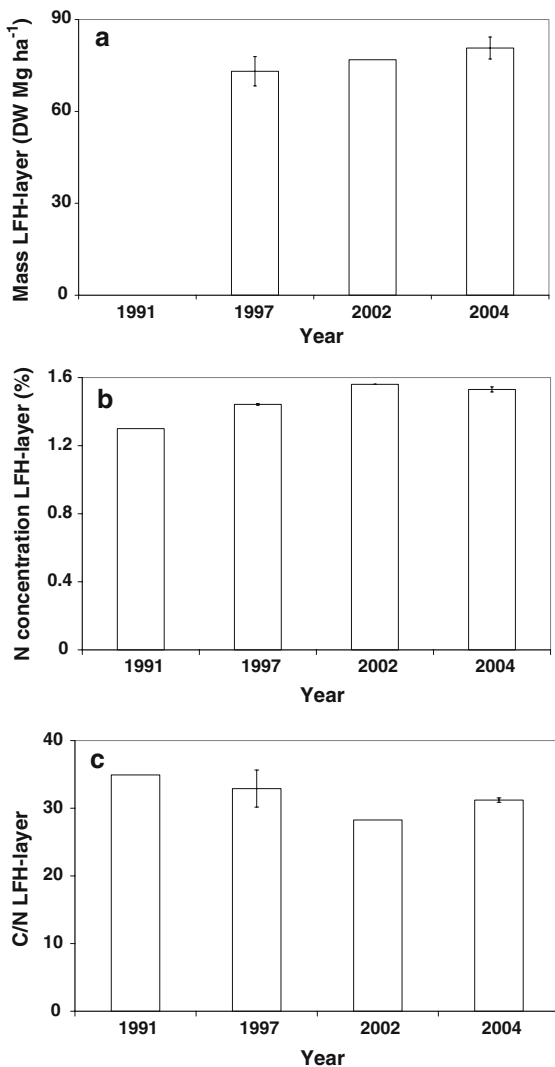 a
Mass LFH-layer (DW Mg ha⁻¹)
90
60
30
0
1991 1997 2002 2004
Year
b
N concentration LFH-layer (%)
1.6
1.2
0.8
0.4
0
1991 1997 2002 2004
Year
c
C/N LFH-layer
40
30
20
10
0
1991 1997 2002 2004
Year